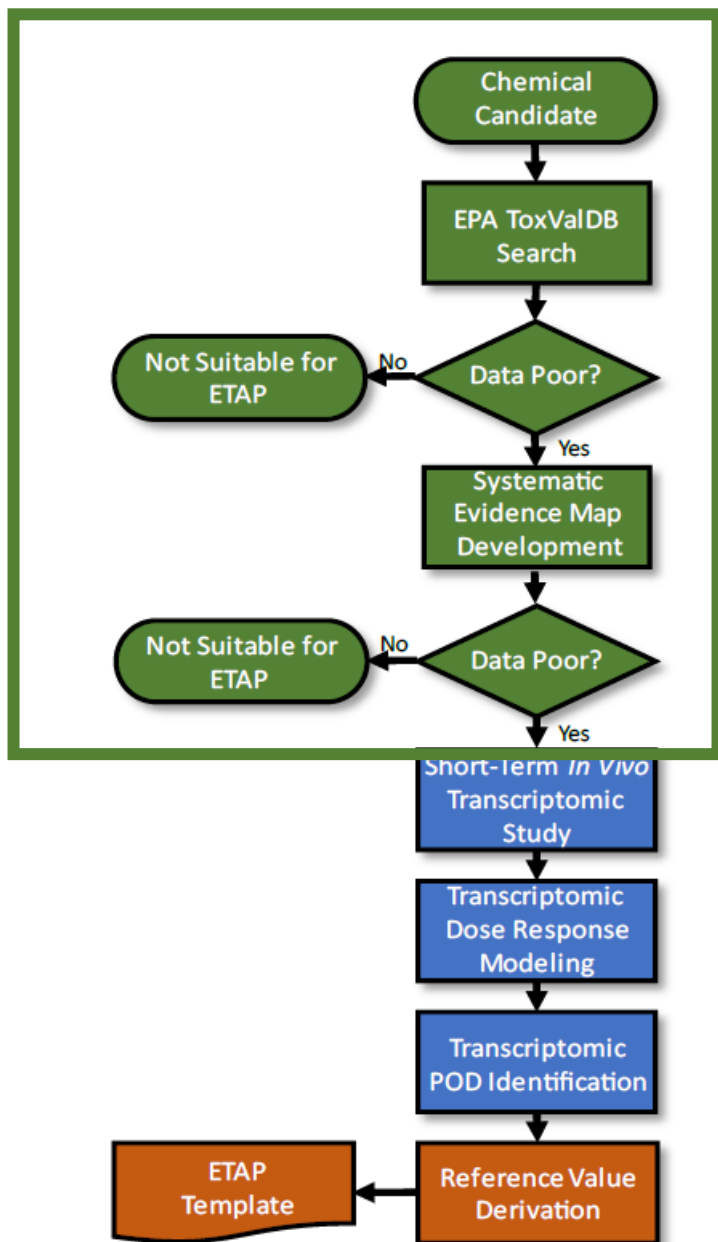 Chemical
Candidate
EPA ToxValDB
Search
Data Poor?
No
Not Suitable for
ETAP
Yes
Systematic
Evidence Map
Development
Data Poor?
No
Not Suitable for
ETAP
Yes
Short-Term In Vivo
Transcriptomic
Study
Transcriptomic
Dose Response
Modeling
Transcriptomic
POD Identification
Reference Value
Derivation
ETAP
Template